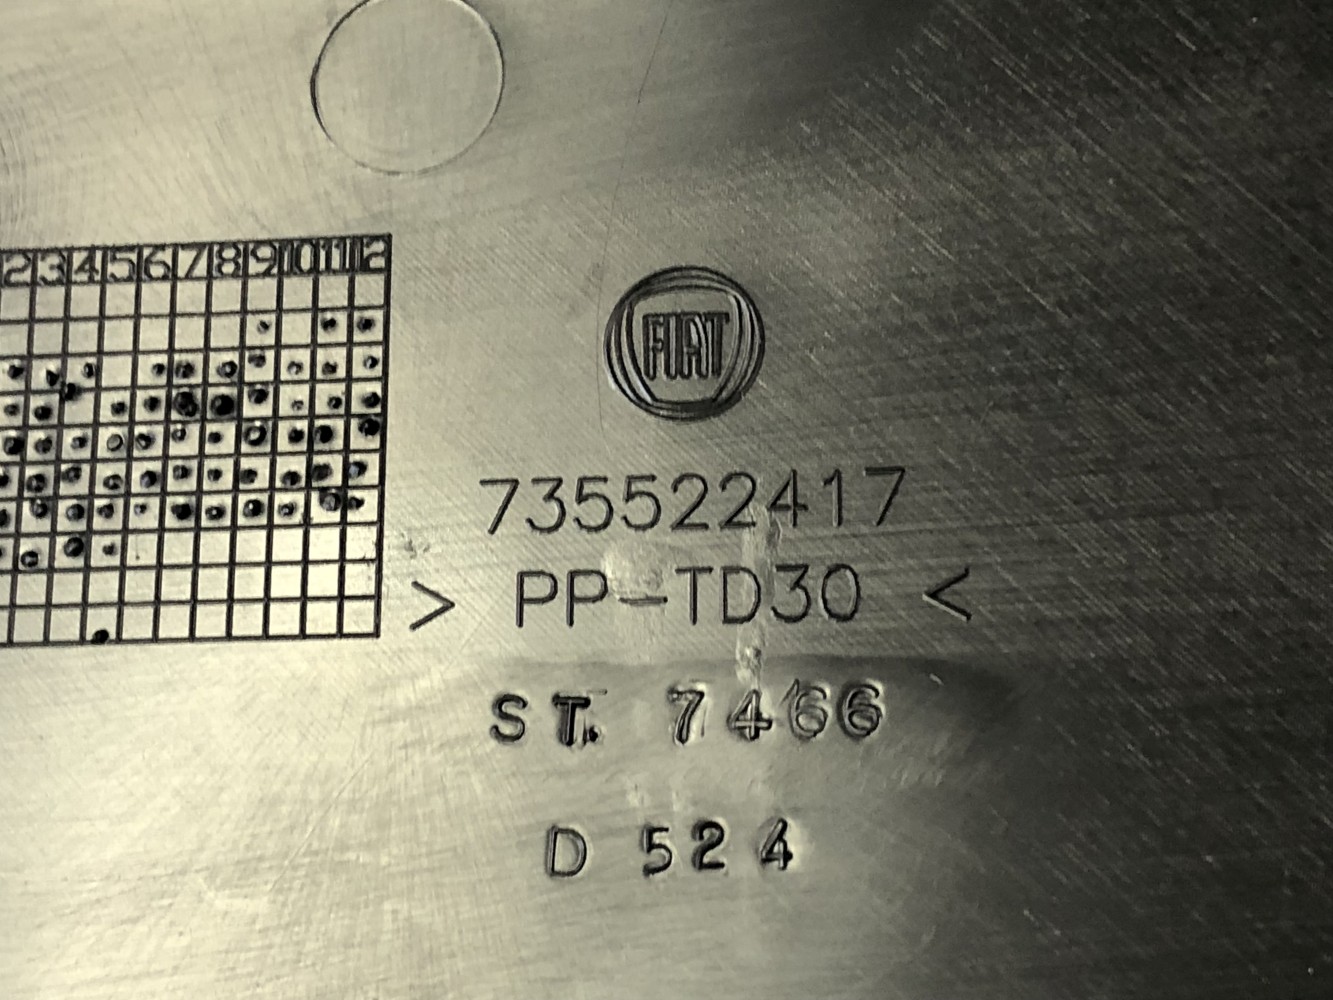 2 3 4 5 6 7 8 9 10 11 12
FIAT
735522417
> PP-TD30 <
ST. 7466
D 524